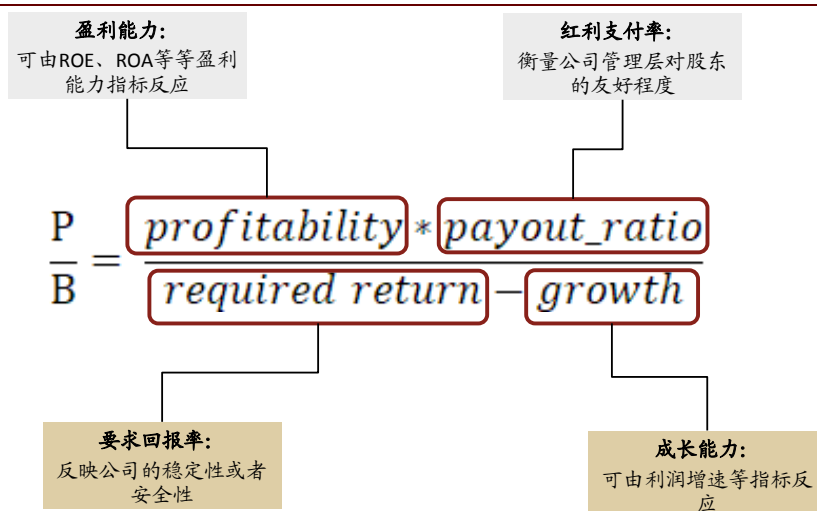 盈利能力：
可由ROE、ROA等等盈利
能力指标反应
红利支付率：
衡量公司管理层对股东
的友好程度
P/B = profitability * payout_ratio / required return − growth
要求回报率：
反映公司的稳定性或者
安全性
成长能力：
可由利润增速等指标反
应